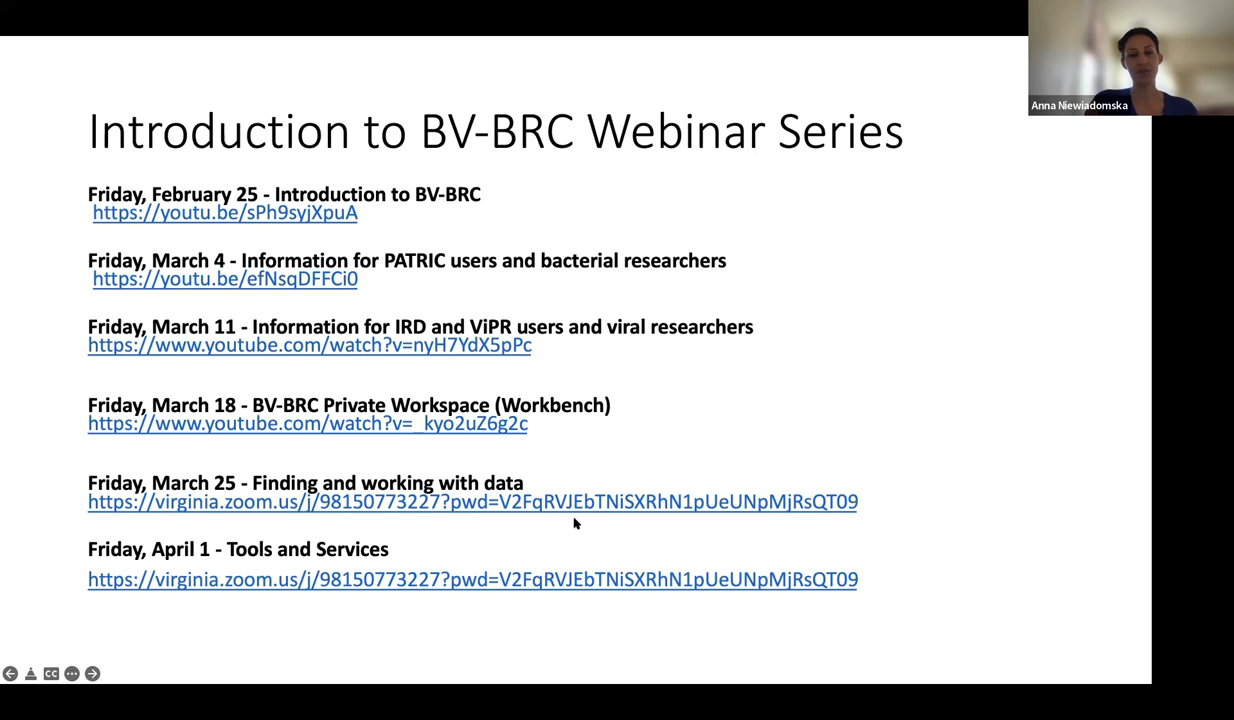 Anna Niewiadomska
Introduction to BV-BRC Webinar Series
Friday, February 25 - Introduction to BV-BRC
https://youtu.be/sPh9syjXpuA
Friday, March 4 - Information for PATRIC users and bacterial researchers
https://youtu.be/efNsqDFFCi0
Friday, March 11 - Information for IRD and ViPR users and viral researchers
https://www.youtube.com/watch?v=nyH7YdX5pPc
Friday, March 18 - BV-BRC Private Workspace (Workbench)
https://www.youtube.com/watch?v=_kyo2uZ6g2c
Friday, March 25 - Finding and working with data
https://virginia.zoom.us/j/98150773227?pwd=V2FqRVJEbTNiSXRhN1pUeUNpMjRsQT09
Friday, April 1 - Tools and Services
https://virginia.zoom.us/j/98150773227?pwd=V2FqRVJEbTNiSXRhN1pUeUNpMjRsQT09
CC